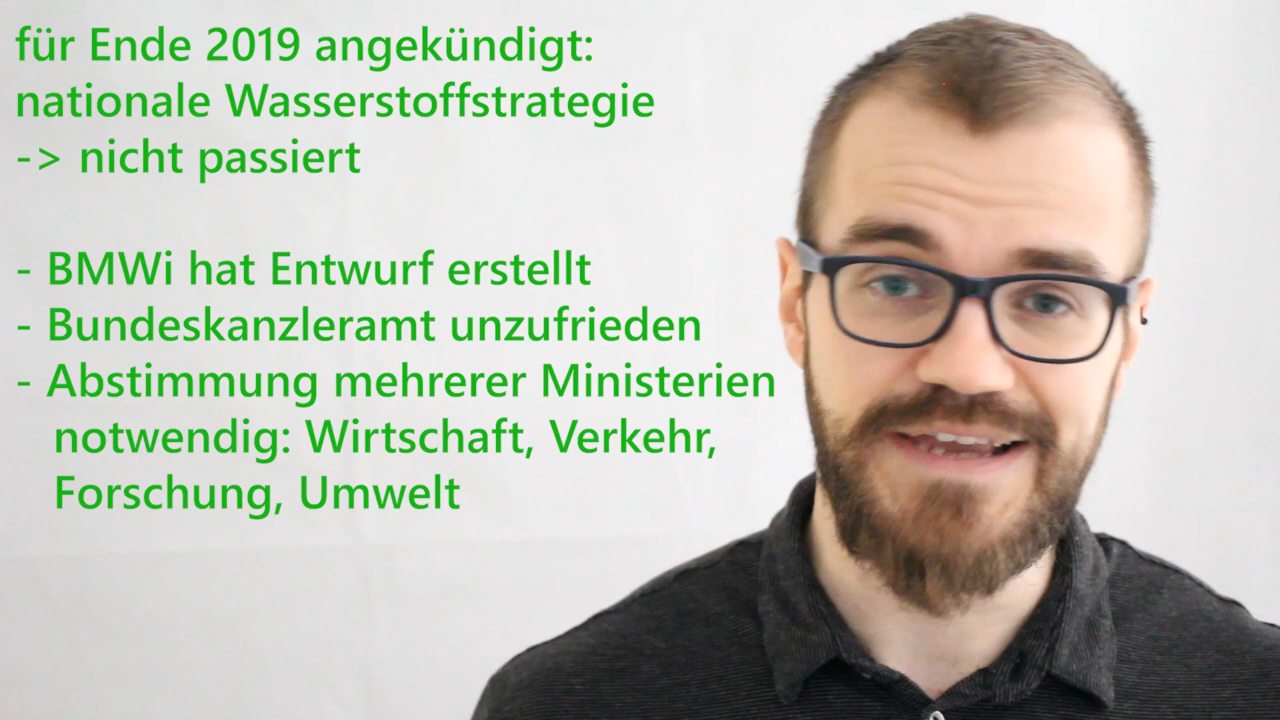 für Ende 2019 angekündigt:
nationale Wasserstoffstrategie
-> nicht passiert
- BMWi hat Entwurf erstellt
- Bundeskanzleramt unzufrieden
- Abstimmung mehrerer Ministerien
notwendig: Wirtschaft, Verkehr,
Forschung, Umwelt